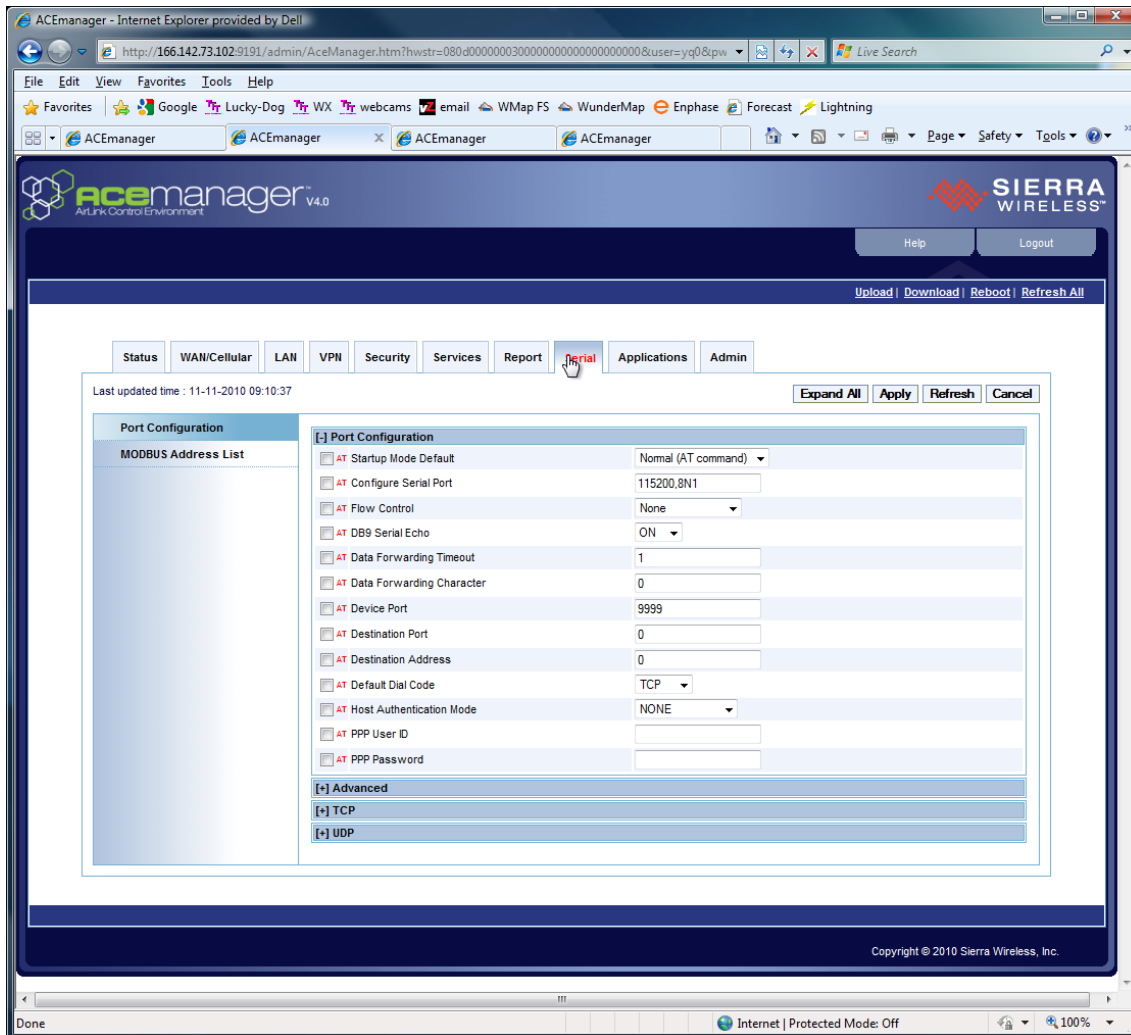 ACEmanager - Internet Explorer provided by Dell
http://166.142.73.102:9191/admin/AceManager.htm?hwstr=080d0000000300000000000000000000&user=yq0&pw
Live Search
File Edit View Favorites Tools Help
Favorites Google Lucky-Dog WX webcams email WMap FS WunderMap Enphase Forecast Lightning
ACEmanager ACEmanager ACEmanager ACEmanager Page Safety Tools
ACEmanager™ V4.0
AirLink Control Environment
SIERRA
WIRELESS™
Help Logout
Upload | Download | Reboot | Refresh All
Status WAN/Cellular LAN VPN Security Services Report Serial Applications Admin
Last updated time : 11-11-2010 09:10:37
Expand All Apply Refresh Cancel
Port Configuration
MODBUS Address List
[-] Port Configuration
AT Startup Mode Default Normal (AT command)
AT Configure Serial Port 115200,8N1
AT Flow Control None
AT DB9 Serial Echo ON
AT Data Forwarding Timeout 1
AT Data Forwarding Character 0
AT Device Port 9999
AT Destination Port 0
AT Destination Address 0
AT Default Dial Code TCP
AT Host Authentication Mode NONE
AT PPP User ID
AT PPP Password
[+] Advanced
[+] TCP
[+] UDP
Copyright © 2010 Sierra Wireless, Inc.
Done
Internet | Protected Mode: Off
100%